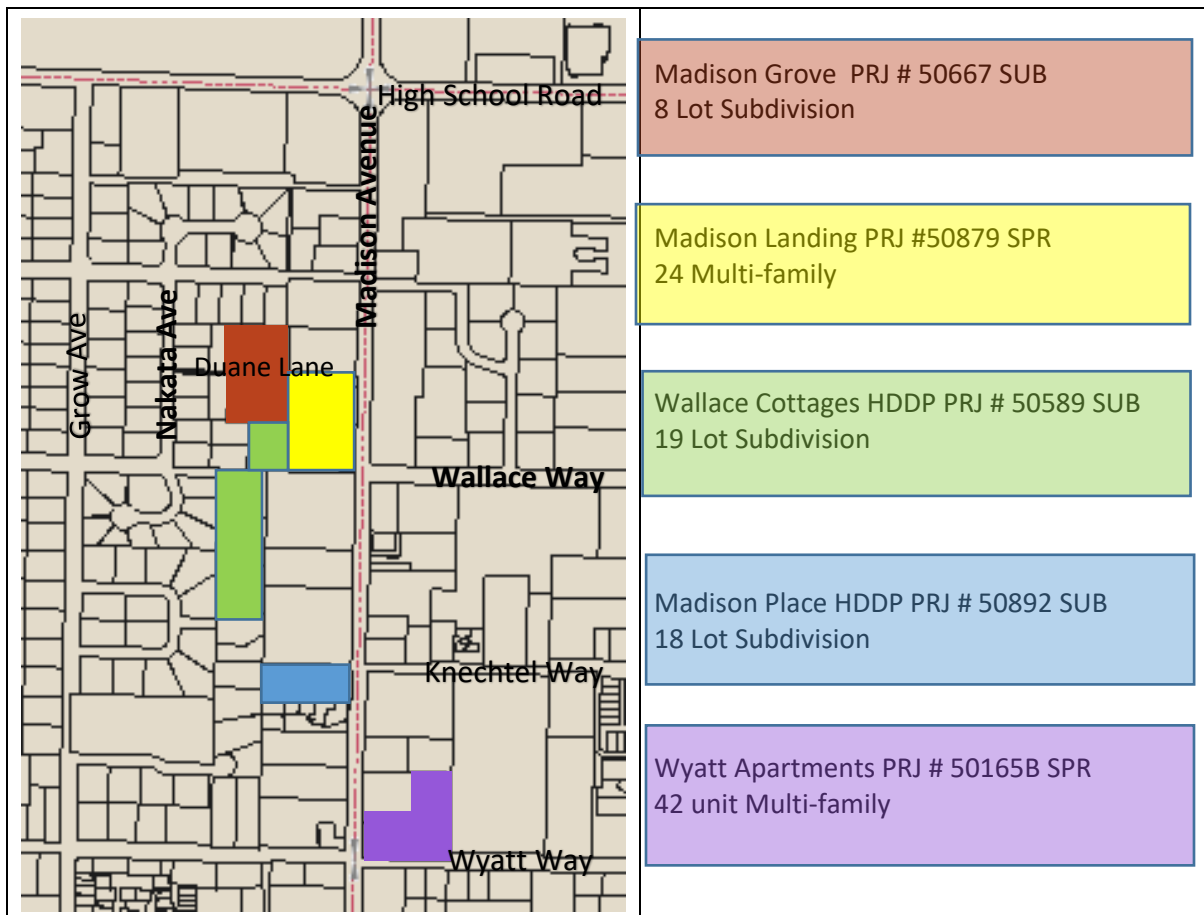 High School Road
Madison Avenue
Nakata Ave
Grow Ave
Duane Lane
Wallace Way
Knechtel Way
Wyatt Way
Madison Grove PRJ # 50667 SUB
8 Lot Subdivision
Madison Landing PRJ #50879 SPR
24 Multi-family
Wallace Cottages HDDP PRJ # 50589 SUB
19 Lot Subdivision
Madison Place HDDP PRJ # 50892 SUB
18 Lot Subdivision
Wyatt Apartments PRJ # 50165B SPR
42 unit Multi-family